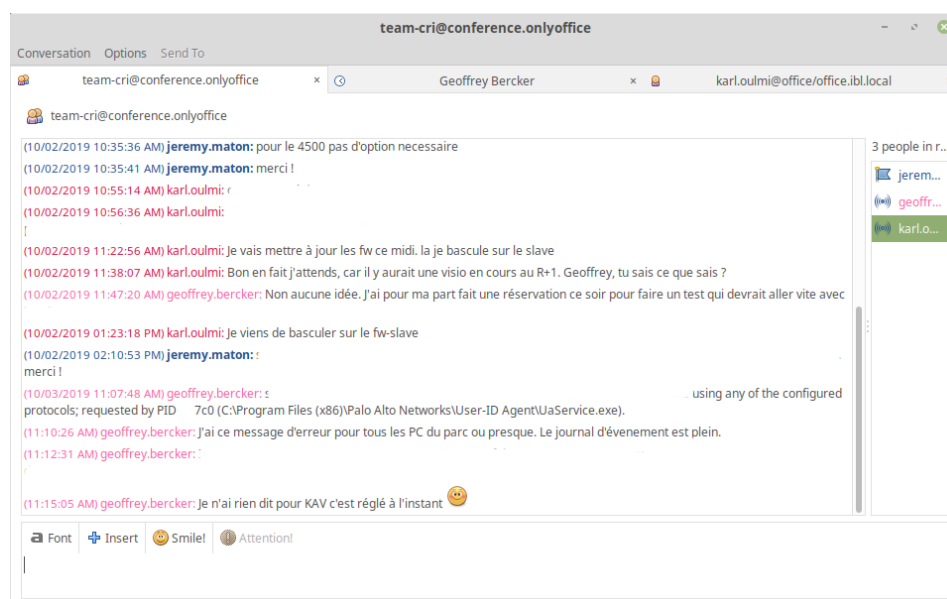 team-cri@conference.onlyoffice
Conversation Options Send To
team-cri@conference.onlyoffice × Geoffrey Bercker × karl.oulmi@office/office.ibl.local
team-cri@conference.onlyoffice
(10/02/2019 10:35:36 AM) jeremy.maton: pour le 4500 pas d'option necessaire
3 people in r...
(10/02/2019 10:35:41 AM) jeremy.maton: merci !
jerem...
(10/02/2019 10:55:14 AM) karl.oulmi:
geoffr...
(10/02/2019 10:56:36 AM) karl.oulmi:
karl.o...
(10/02/2019 11:22:56 AM) karl.oulmi: Je vais mettre à jour les fw ce midi. la je bascule sur le slave
(10/02/2019 11:38:07 AM) karl.oulmi: Bon en fait j'attends, car il y aurait une visio en cours au R+1. Geoffrey, tu sais ce que sais ?
(10/02/2019 11:47:20 AM) geoffrey.bercker: Non aucune idée. J'ai pour ma part fait une réservation ce soir pour faire un test qui devrait aller vite avec
(10/02/2019 01:23:18 PM) karl.oulmi: Je viens de basculer sur le fw-slave
(10/02/2019 02:10:53 PM) jeremy.maton:
merci !
(10/03/2019 11:07:48 AM) geoffrey.bercker: using any of the configured
protocols; requested by PID 7c0 (C:\Program Files (x86)\Palo Alto Networks\User-ID Agent\UaService.exe).
(11:10:26 AM) geoffrey.bercker: J'ai ce message d'erreur pour tous les PC du parc ou presque. Le journal d'évenement est plein.
(11:12:31 AM) geoffrey.bercker:
(11:15:05 AM) geoffrey.bercker: Je n'ai rien dit pour KAV c'est réglé à l'instant
a Font Insert Smile! Attention!